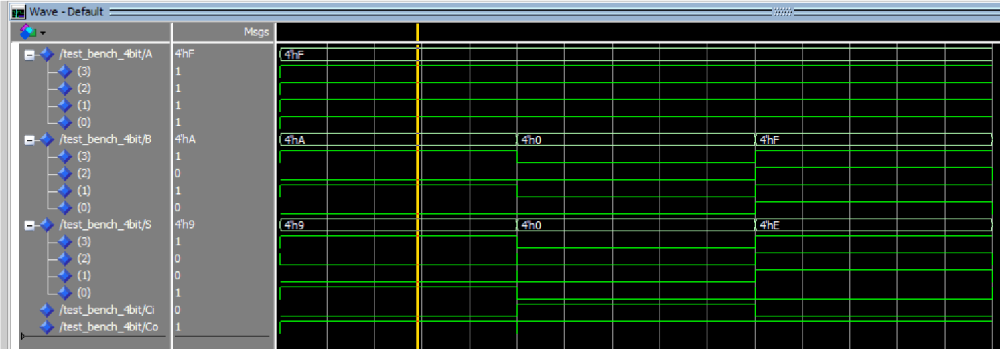 Wave - Default
Msgs
/test_bench_4bit/A 4'hF 4'hF
(3) 1
(2) 1
(1) 1
(0) 1
/test_bench_4bit/B 4'hA 4'hA 4'h0 4'hF
(3) 1
(2) 0
(1) 1
(0) 0
/test_bench_4bit/S 4'h9 4'h9 4'h0 4'hE
(3) 1
(2) 0
(1) 0
(0) 1
/test_bench_4bit/Ci 0
/test_bench_4bit/Co 1